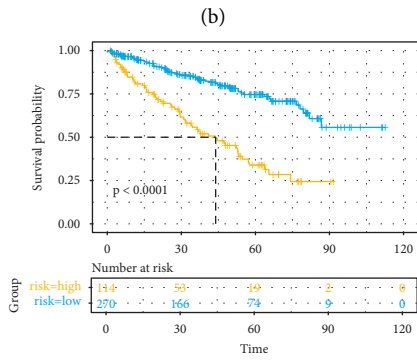 (b)
1.00
0.75
0.50
0.25
0.00
Survival probability
p < 0.0001
0 30 60 90 120
Number at risk
Group
risk=high 114 53 19 2 0
risk=low 270 166 74 9 0
0 30 60 90 120
Time